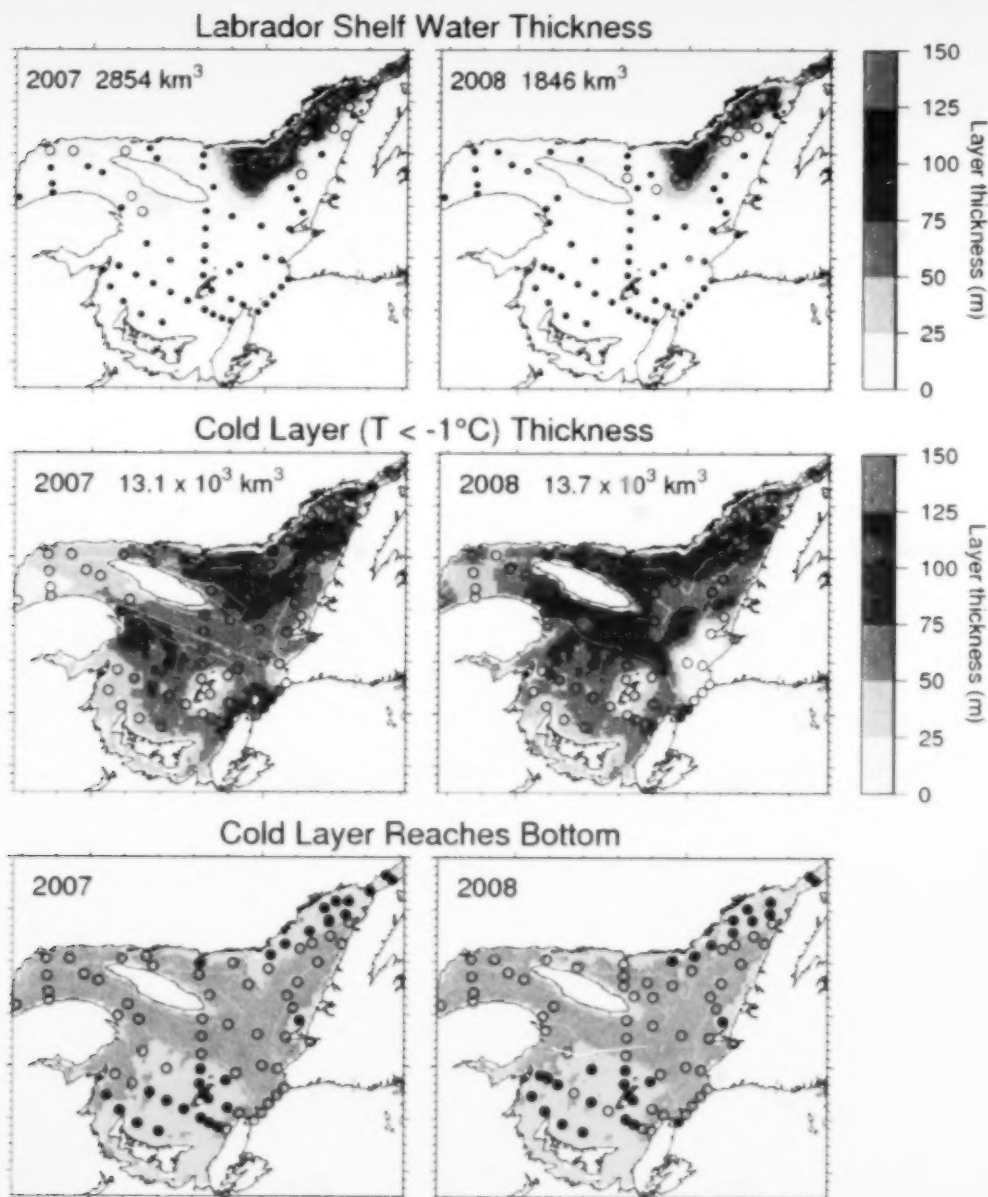 Labrador Shelf Water Thickness
2007 2854 km³
2008 1846 km³
150
125
100
75
50
25
0
Layer thickness (m)
Cold Layer (T < -1°C) Thickness
2007 13.1 x 10³ km³
2008 13.7 x 10³ km³
150
125
100
75
50
25
0
Layer thickness (m)
Cold Layer Reaches Bottom
2007
2008